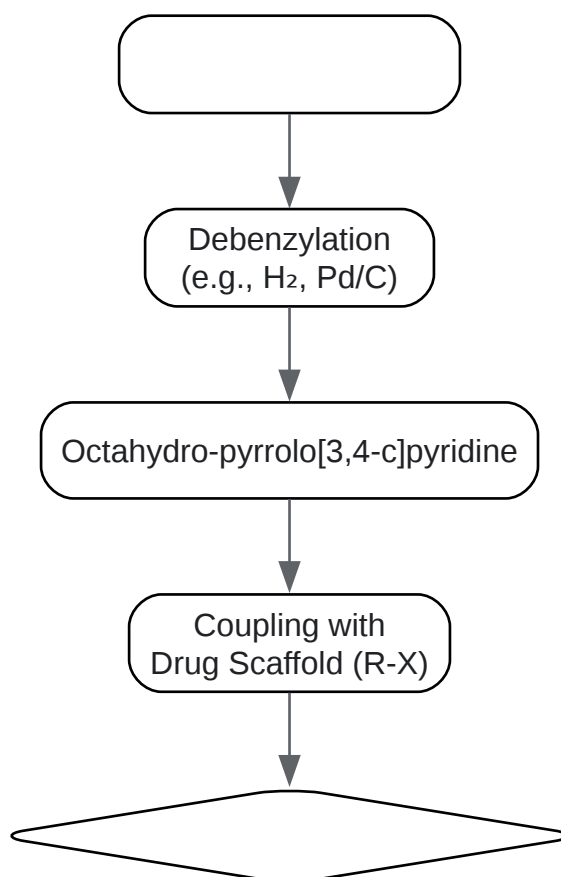 Debenzylation
(e.g., H₂, Pd/C)
Octahydro-pyrrolo[3,4-c]pyridine
Coupling with
Drug Scaffold (R-X)